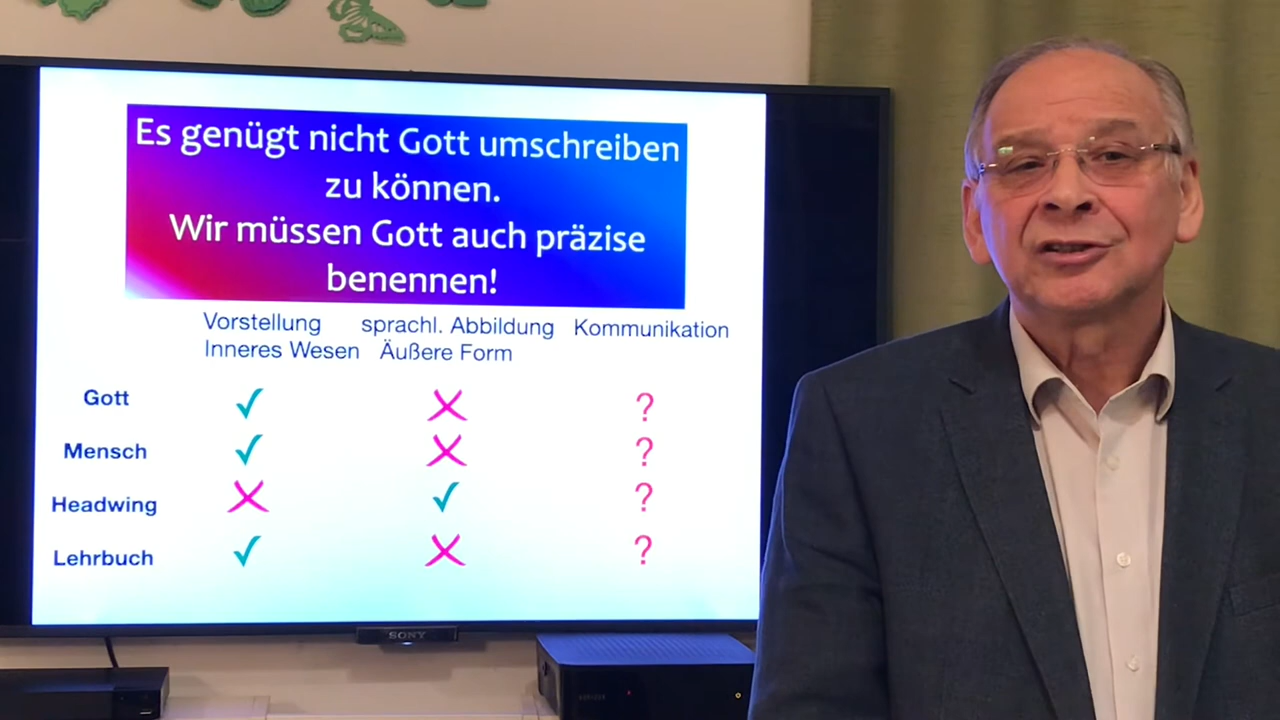 Es genügt nicht Gott umschreiben
zu können.
Wir müssen Gott auch präzise
benennen!
Vorstellung sprachl. Abbildung Kommunikation
Inneres Wesen Äußere Form
Gott ✓ X ?
Mensch ✓ X ?
Headwing X ✓ ?
Lehrbuch ✓ X ?
SONY